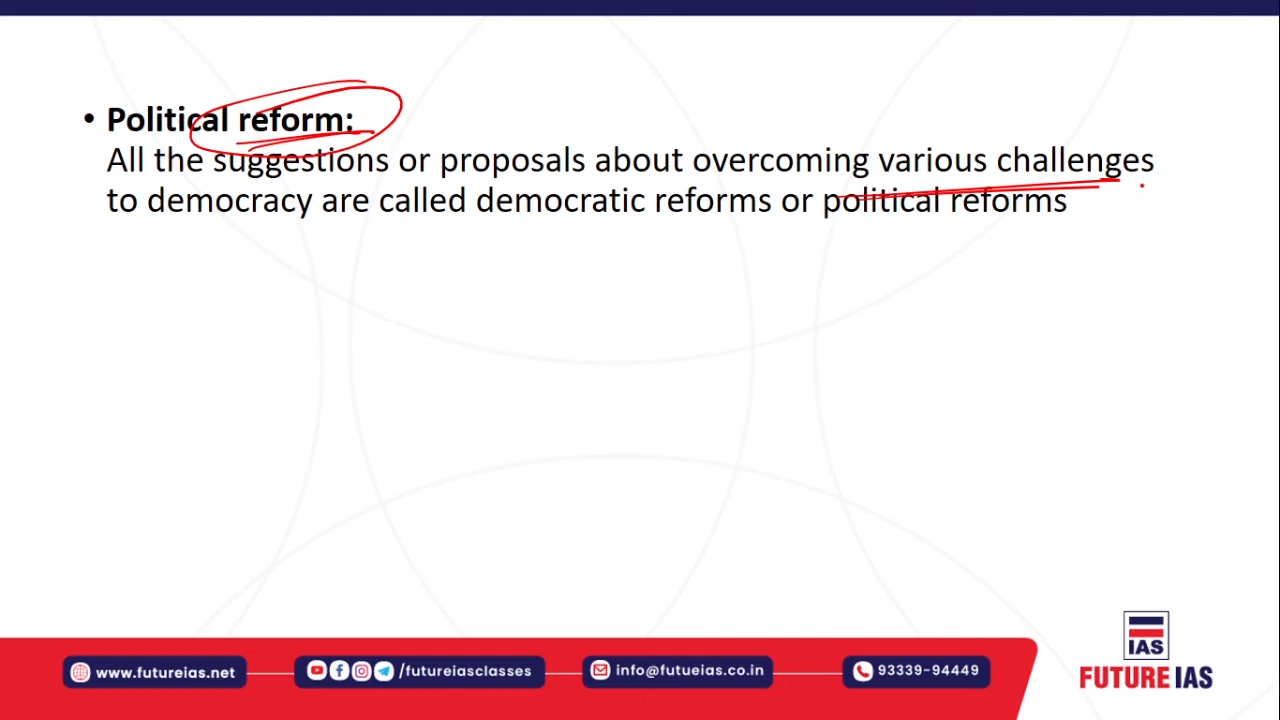 • Political reform:
All the suggestions or proposals about overcoming various challenges
to democracy are called democratic reforms or political reforms
IAS
www.futureias.net
/futureiasclasses
info@futueias.co.in
93339-94449
FUTURE IAS